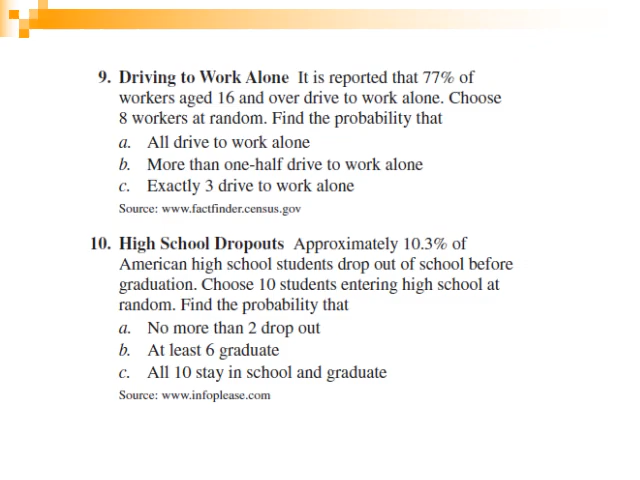 9. Driving to Work Alone It is reported that 77% of
workers aged 16 and over drive to work alone. Choose
8 workers at random. Find the probability that
a. All drive to work alone
b. More than one-half drive to work alone
c. Exactly 3 drive to work alone
Source: www.factfinder.census.gov
10. High School Dropouts Approximately 10.3% of
American high school students drop out of school before
graduation. Choose 10 students entering high school at
random. Find the probability that
a. No more than 2 drop out
b. At least 6 graduate
c. All 10 stay in school and graduate
Source: www.infoplease.com